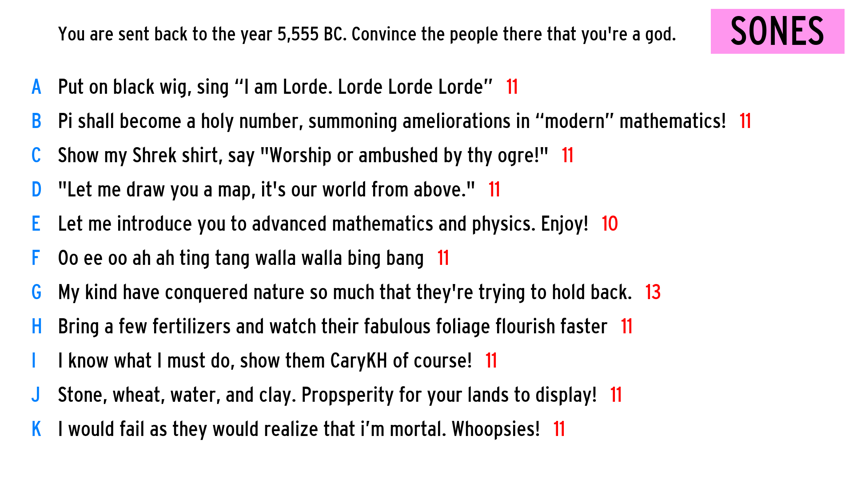 You are sent back to the year 5,555 BC. Convince the people there that you're a god.
SONES
A Put on black wig, sing “I am Lorde. Lorde Lorde Lorde” 11
B Pi shall become a holy number, summoning ameliorations in “modern” mathematics! 11
C Show my Shrek shirt, say "Worship or ambushed by thy ogre!" 11
D "Let me draw you a map, it's our world from above." 11
E Let me introduce you to advanced mathematics and physics. Enjoy! 10
F Oo ee oo ah ah ting tang walla walla bing bang 11
G My kind have conquered nature so much that they're trying to hold back. 13
H Bring a few fertilizers and watch their fabulous foliage flourish faster 11
I I know what I must do, show them CaryKH of course! 11
J Stone, wheat, water, and clay. Propsperity for your lands to display! 11
K I would fail as they would realize that i’m mortal. Whoopsies! 11